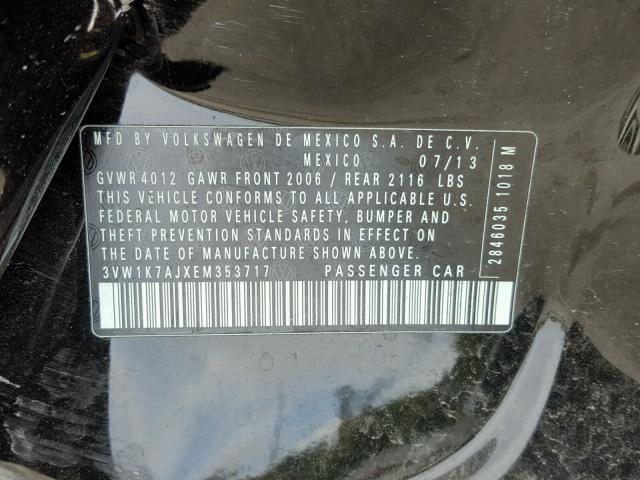 MFD BY VOLKSWAGEN DE MEXICO S.A. DE C.V.
MEXICO 07/13
GVWR 4012 GAWR FRONT 2006 / REAR 2116 LBS
THIS VEHICLE CONFORMS TO ALL APPLICABLE U.S.
FEDERAL MOTOR VEHICLE SAFETY, BUMPER AND
THEFT PREVENTION STANDARDS IN EFFECT ON
THE DATE OF MANUFACTURE SHOWN ABOVE.
3VW1K7AJXEM353717 PASSENGER CAR
2846035 1018 M